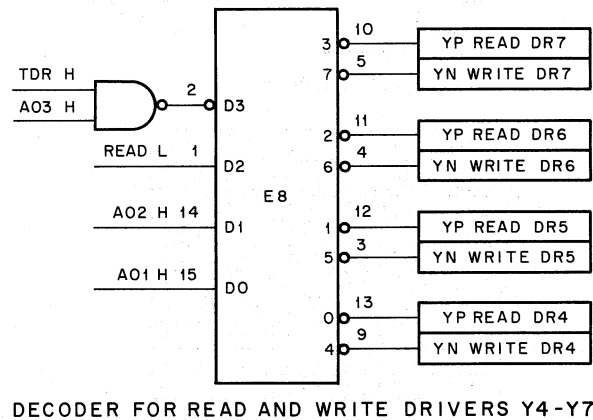 3 10 YP READ DR7
TDR H
7 5 YN WRITE DR7
2 D3
A03 H
2 11 YP READ DR6
READ L 1 D2
6 4 YN WRITE DR6
E8
A02 H 14 D1
1 12 YP READ DR5
5 3 YN WRITE DR5
A01 H 15 D0
0 13 YP READ DR4
4 9 YN WRITE DR4
DECODER FOR READ AND WRITE DRIVERS Y4-Y7